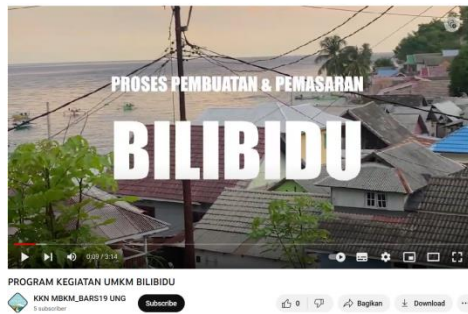 PROSES PEMBUATAN & PEMASARAN
BILIBIDU
0:09 / 3:14
PROGRAM KEGIATAN UMKM BILIBIDU
KKN MBKM_BARS19 UNG
5 subscriber
Subscribe
0
Bagikan
Download